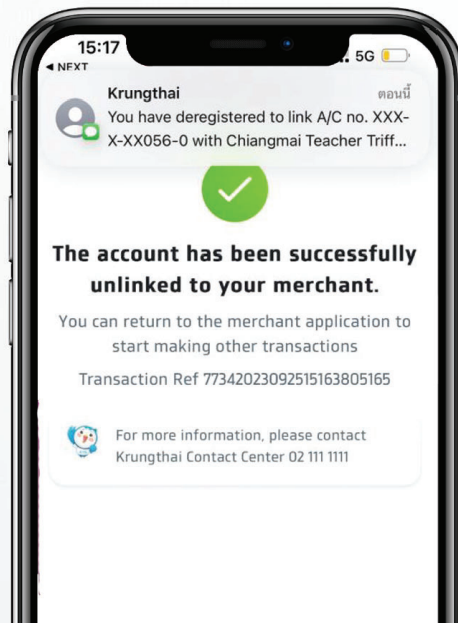 15:17
5G
◀ NEXT
Krungthai
ตอนนี้
You have deregistered to link A/C no. XXX-
X-XX056-0 with Chiangmai Teacher Triff...
The account has been successfully
unlinked to your merchant.
You can return to the merchant application to
start making other transactions
Transaction Ref 77342023092515163805165
For more information, please contact
Krungthai Contact Center 02 111 1111